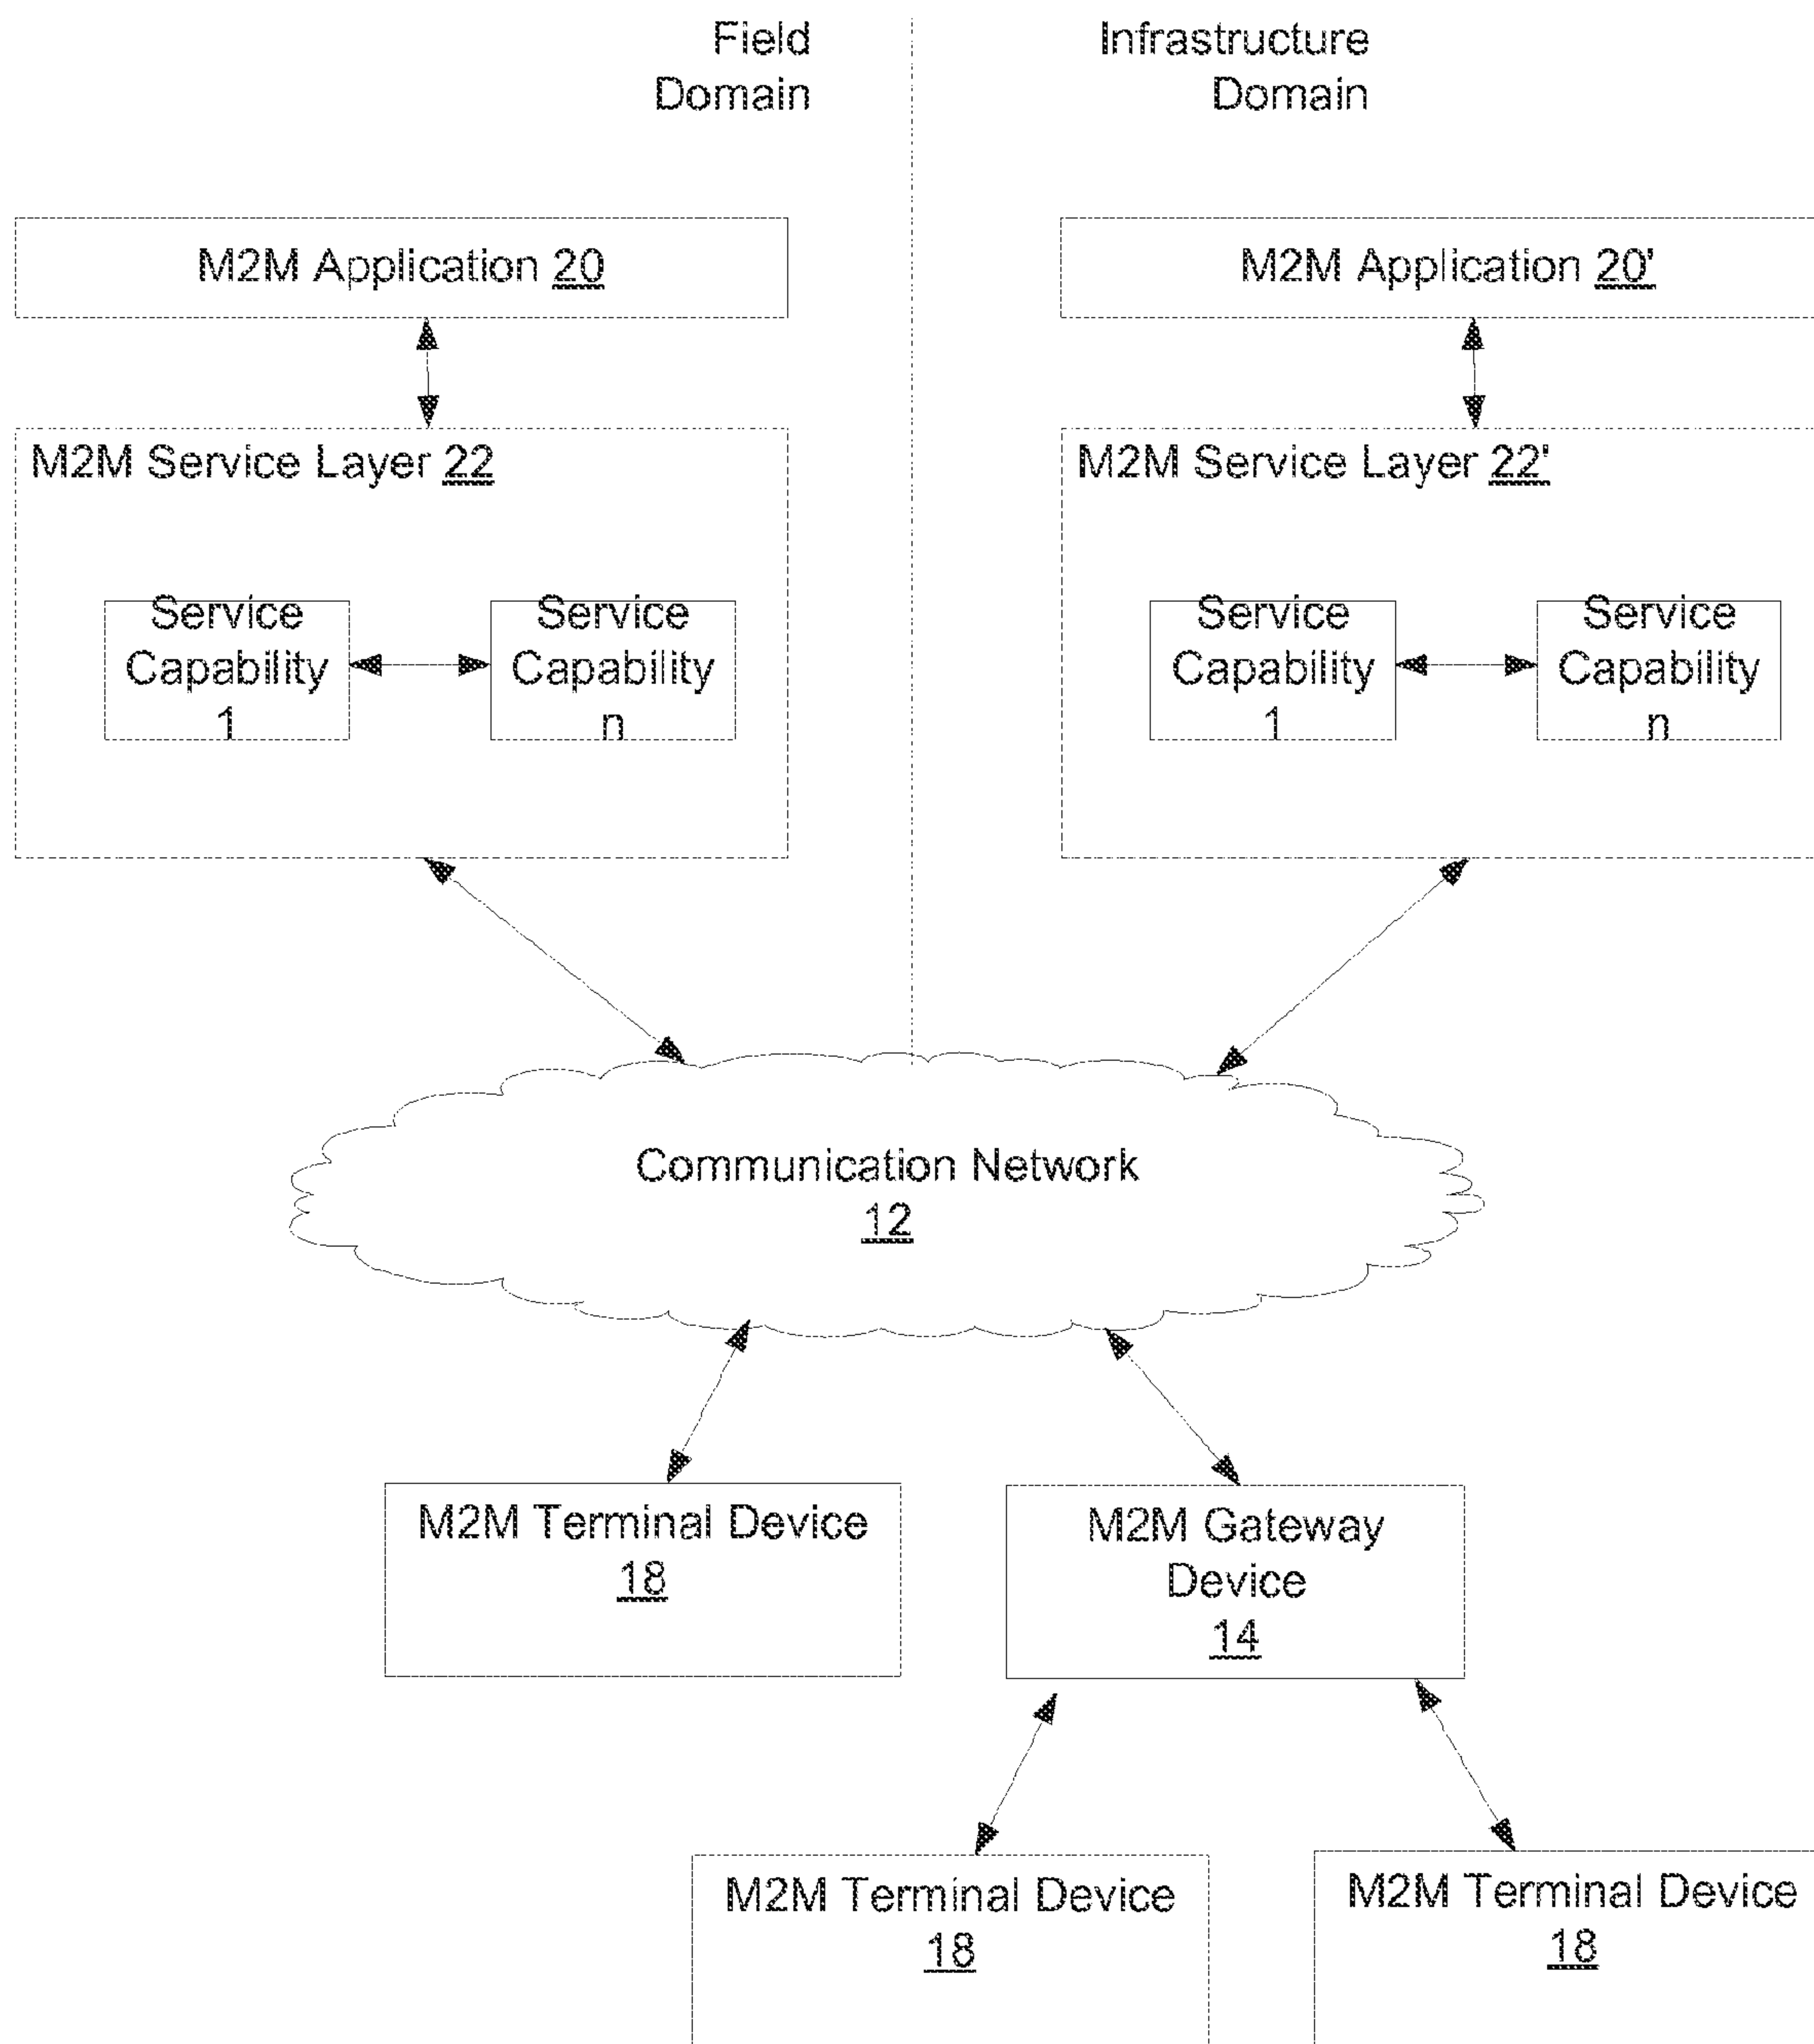 Field
Domain
Infrastructure
Domain
M2M Application 20
M2M Application 20'
M2M Service Layer 22
Service
Capability
1
Service
Capability
n
M2M Service Layer 22'
Service
Capability
1
Service
Capability
n
Communication Network
12
M2M Terminal Device
18
M2M Gateway
Device
14
M2M Terminal Device
18
M2M Terminal Device
18